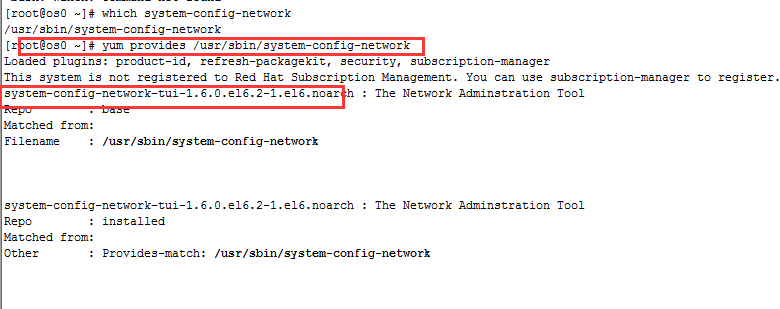 [root@os0 ~]# which system-config-network
/usr/sbin/system-config-network
[root@os0 ~]# yum provides /usr/sbin/system-config-network
Loaded plugins: product-id, refresh-packagekit, security, subscription-manager
This system is not registered to Red Hat Subscription Management. You can use subscription-manager to register.
system-config-network-tui-1.6.0.el6.2-1.el6.noarch : The Network Adminstration Tool
Repo        : base
Matched from:
Filename    : /usr/sbin/system-config-network
system-config-network-tui-1.6.0.el6.2-1.el6.noarch : The Network Adminstration Tool
Repo        : installed
Matched from:
Other       : Provides-match: /usr/sbin/system-config-network